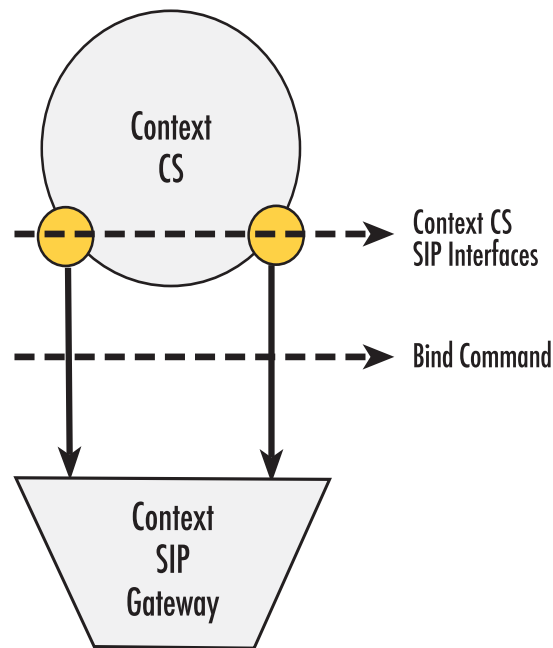 Context
CS
Context CS
SIP Interfaces
Bind Command
Context
SIP
Gateway